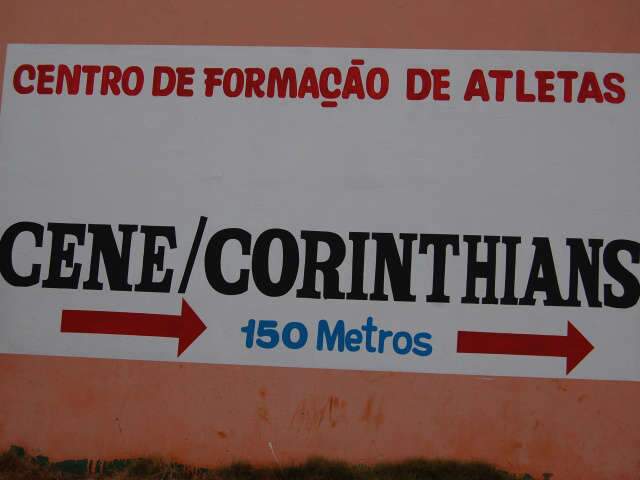 CENTRO DE FORMAÇÃO DE ATLETAS
CENE/CORINTHIANS
150 Metros